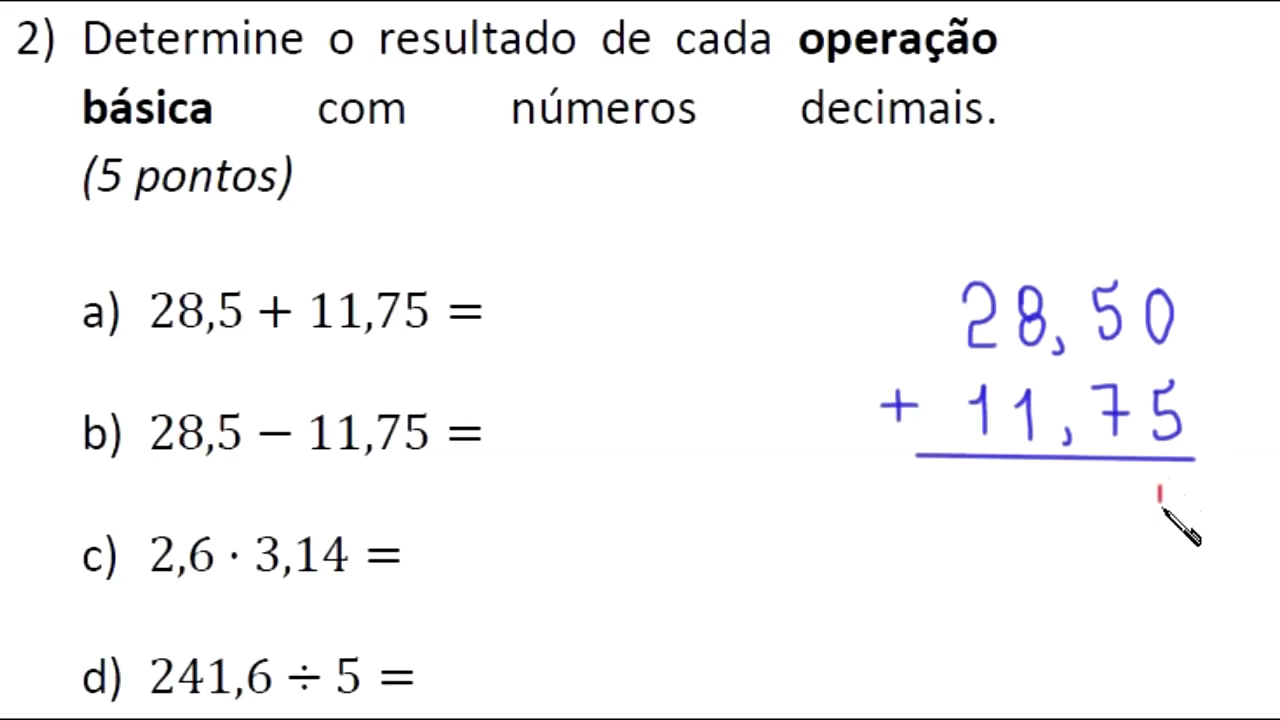 2) Determine o resultado de cada operação
básica com números decimais.
(5 pontos)
a) 28,5 + 11,75 =
b) 28,5 − 11,75 =
c) 2,6 · 3,14 =
d) 241,6 ÷ 5 =
28,50
+ 11,75